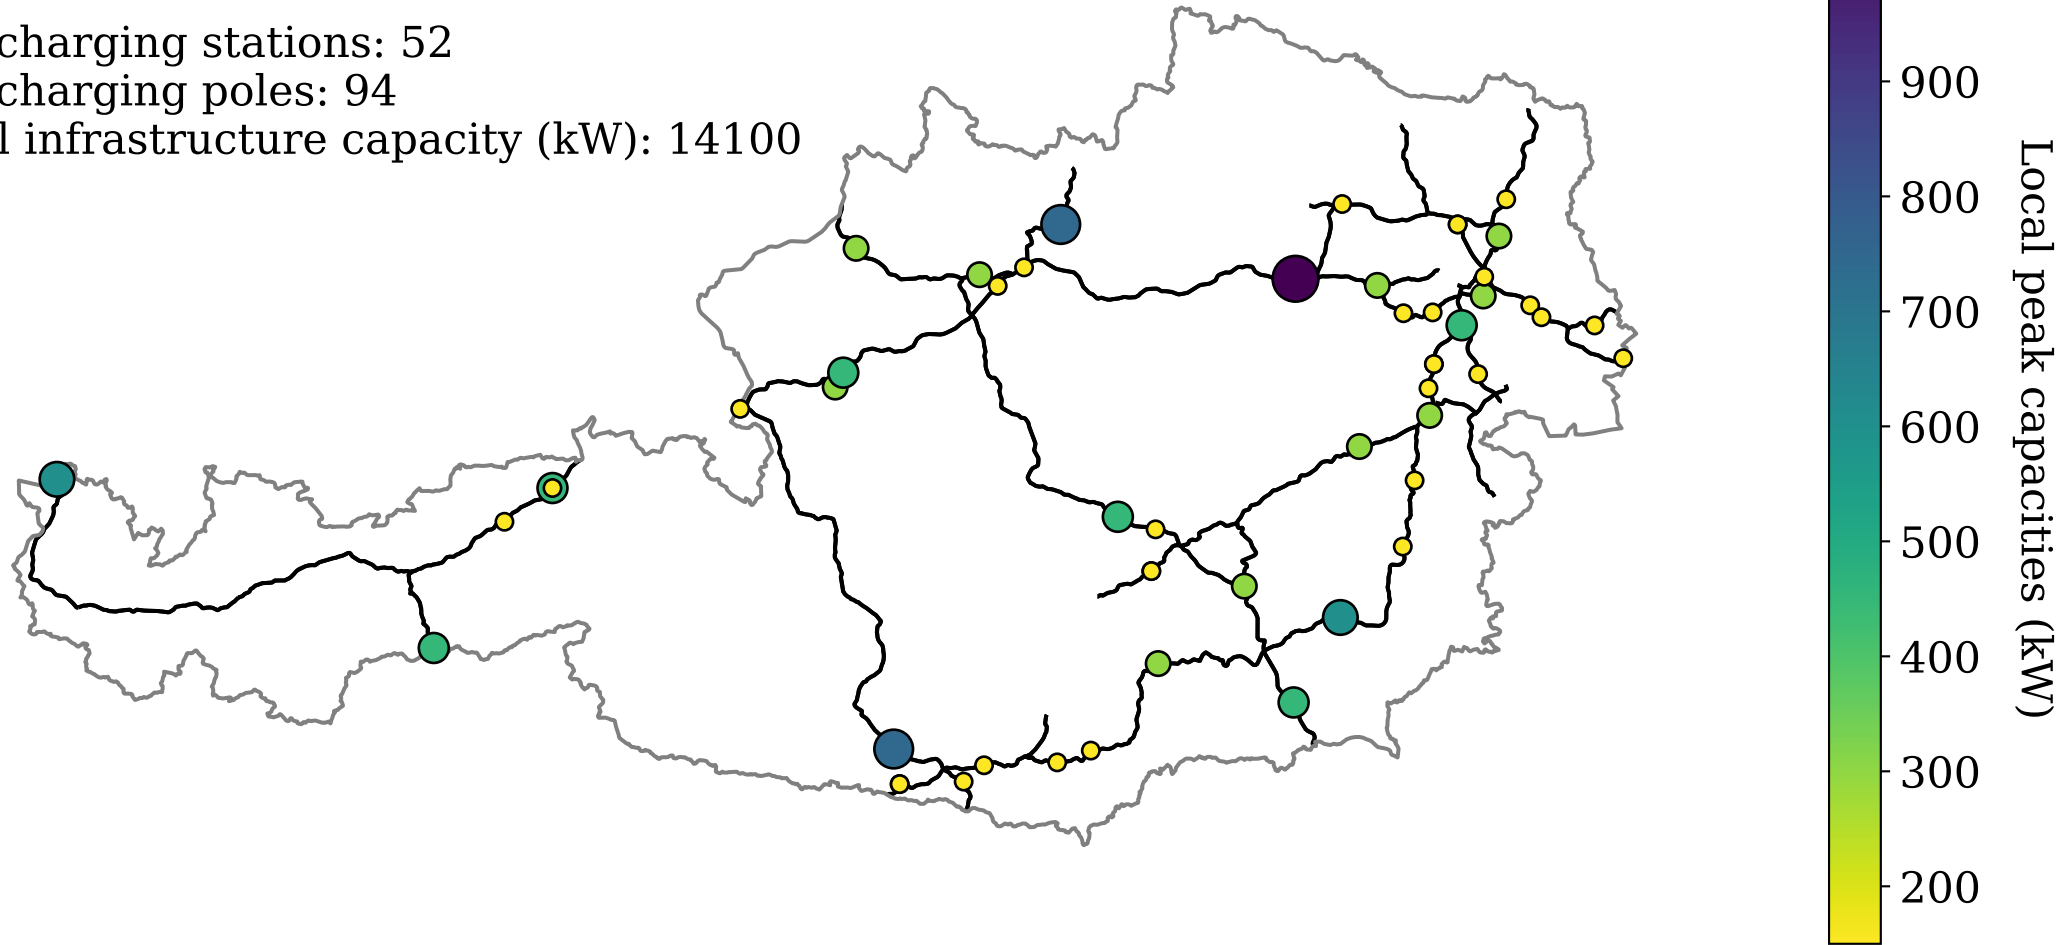 charging stations: 52
charging poles: 94
l infrastructure capacity (kW): 14100
900
800
700
600
500
400
300
200
Local peak capacities (kW)